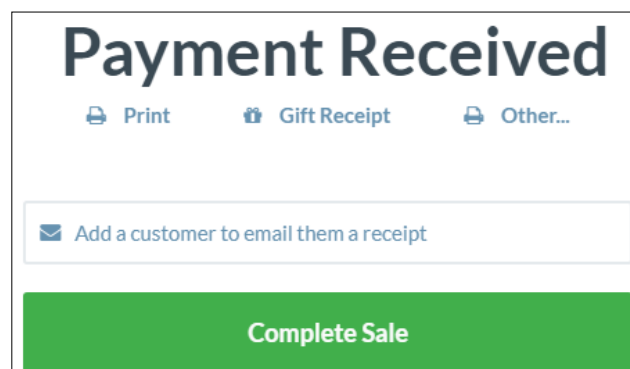 Payment Received
Print Gift Receipt Other...
Add a customer to email them a receipt
Complete Sale